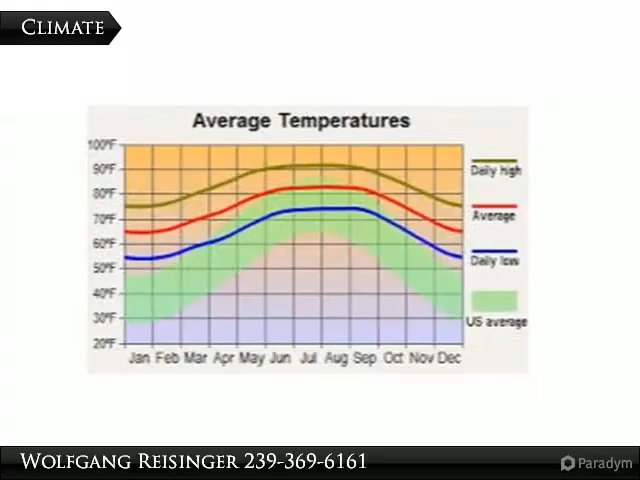 Climate
Average Temperatures
100°F
90°F
80°F
70°F
60°F
50°F
40°F
30°F
20°F
Jan Feb Mar Apr May Jun Jul Aug Sep Oct Nov Dec
Daily high
Average
Daily low
US average
Wolfgang Reisinger 239-369-6161
Paradym